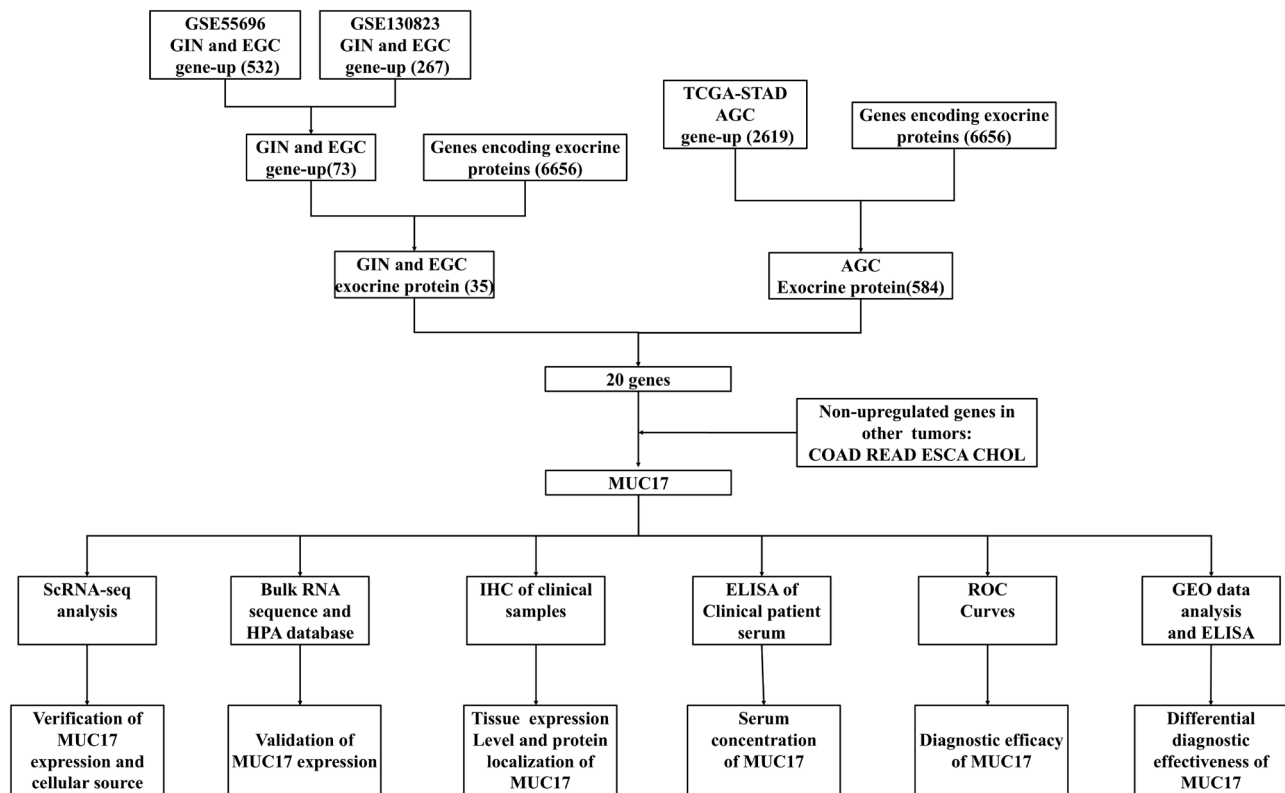 GSE55696
GIN and EGC
gene-up (532)
GSE130823
GIN and EGC
gene-up (267)
TCGA-STAD
AGC
gene-up (2619)
Genes encoding exocrine
proteins (6656)
GIN and EGC
gene-up(73)
Genes encoding exocrine
proteins (6656)
GIN and EGC
exocrine protein (35)
AGC
Exocrine protein(584)
20 genes
Non-upregulated genes in
other tumors:
COAD READ ESCA CHOL
MUC17
ScRNA-seq
analysis
Bulk RNA
sequence and
HPA database
IHC of clinical
samples
ELISA of
Clinical patient
serum
ROC
Curves
GEO data
analysis
and ELISA
Verification of
MUC17
expression and
cellular source
Validation of
MUC17 expression
Tissue expression
Level and protein
localization of
MUC17
Serum
concentration
of MUC17
Diagnostic efficacy
of MUC17
Differential
diagnostic
effectiveness of
MUC17